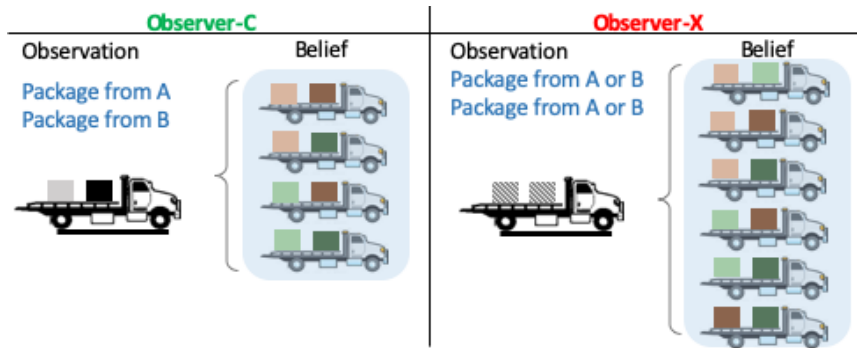 Observer-C
Observation
Belief
Package from A
Package from B
Observer-X
Observation
Belief
Package from A or B
Package from A or B